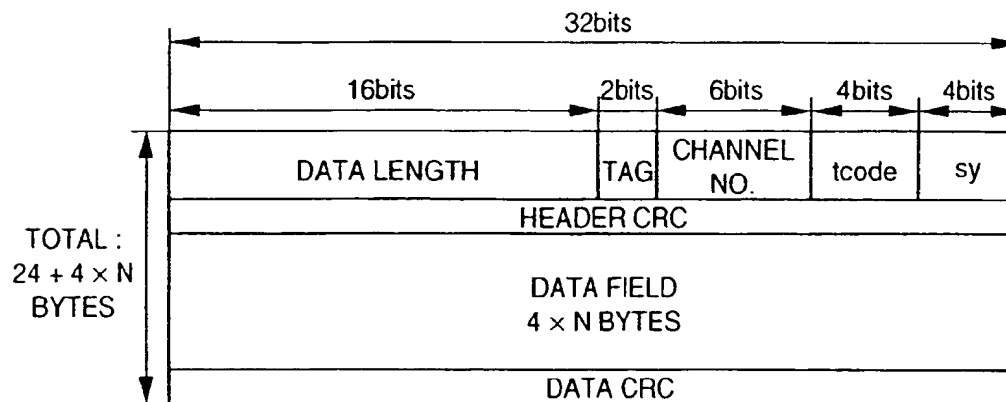 32bits
16bits 2bits 6bits 4bits 4bits
DATA LENGTH TAG CHANNEL NO. tcode sy
HEADER CRC
TOTAL :
24 + 4 × N
BYTES
DATA FIELD
4 × N BYTES
DATA CRC